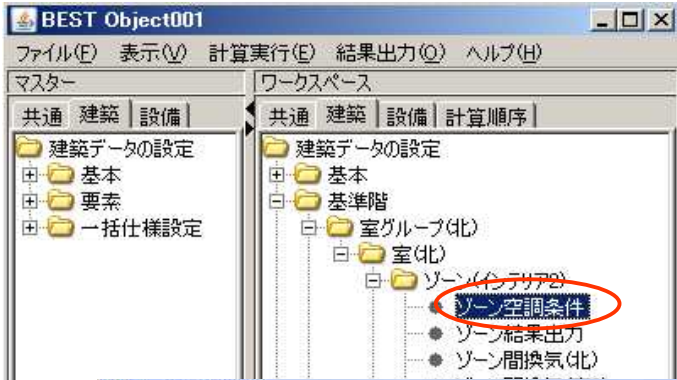 BEST Object001
ファイル(F) 表示(V) 計算実行(E) 結果出力(O) ヘルプ(H)
マスター
共通 建築 設備
建築データの設定
基本
要素
一括仕様設定
ワークスペース
共通 建築 設備 計算順序
建築データの設定
基本
基準階
室グループ(北)
室(北)
ゾーン(インテリア2)
ゾーン空調条件
ゾーン結果出力
ゾーン間換気(北)